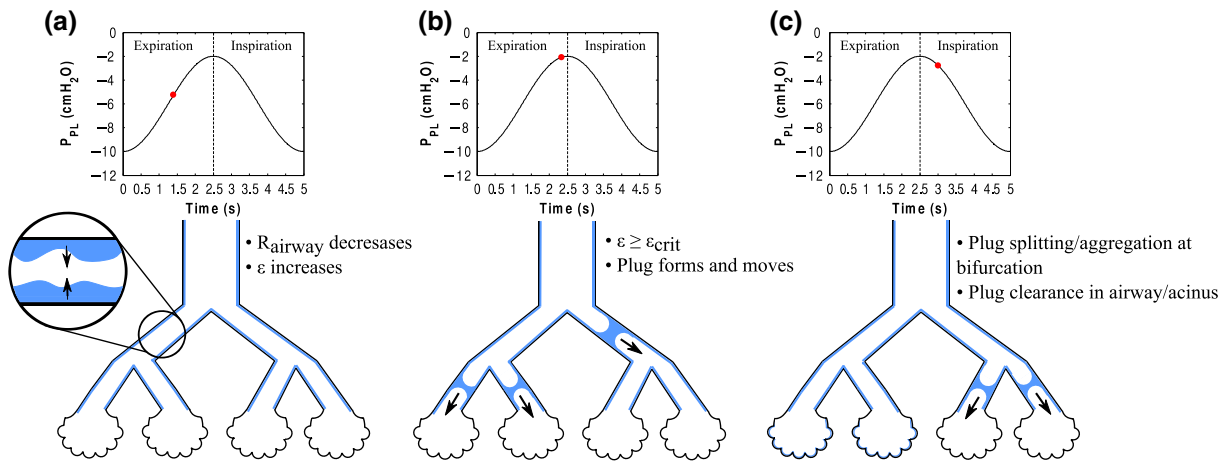 (a)
Expiration Inspiration
P_PL (cmH2O)
0
−2
−4
−6
−8
−10
−12
0 0.5 1 1.5 2 2.5 3 3.5 4 4.5 5
Time (s)
• R_airway decresases
• ε increases
(b)
Expiration Inspiration
P_PL (cmH2O)
0
−2
−4
−6
−8
−10
−12
0 0.5 1 1.5 2 2.5 3 3.5 4 4.5 5
Time (s)
• ε ≥ ε_crit
• Plug forms and moves
(c)
Expiration Inspiration
P_PL (cmH2O)
0
−2
−4
−6
−8
−10
−12
0 0.5 1 1.5 2 2.5 3 3.5 4 4.5 5
Time (s)
• Plug splitting/aggregation at
bifurcation
• Plug clearance in airway/acinus